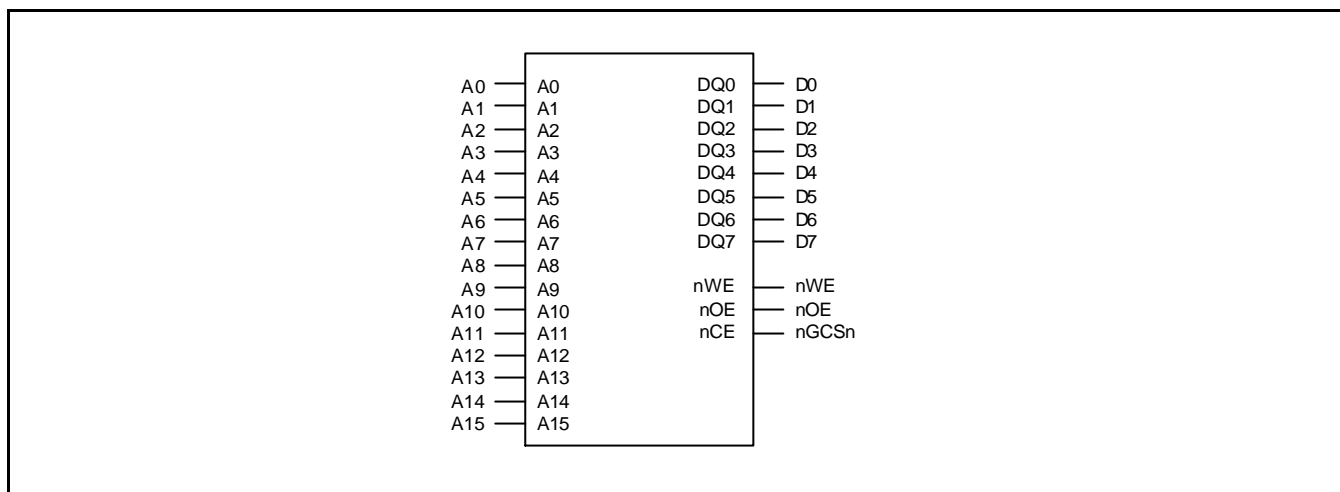 A0 A0 DQ0 D0
A1 A1 DQ1 D1
A2 A2 DQ2 D2
A3 A3 DQ3 D3
A4 A4 DQ4 D4
A5 A5 DQ5 D5
A6 A6 DQ6 D6
A7 A7 DQ7 D7
A8 A8
A9 A9 nWE nWE
A10 A10 nOE nOE
A11 A11 nCE nGCSn
A12 A12
A13 A13
A14 A14
A15 A15